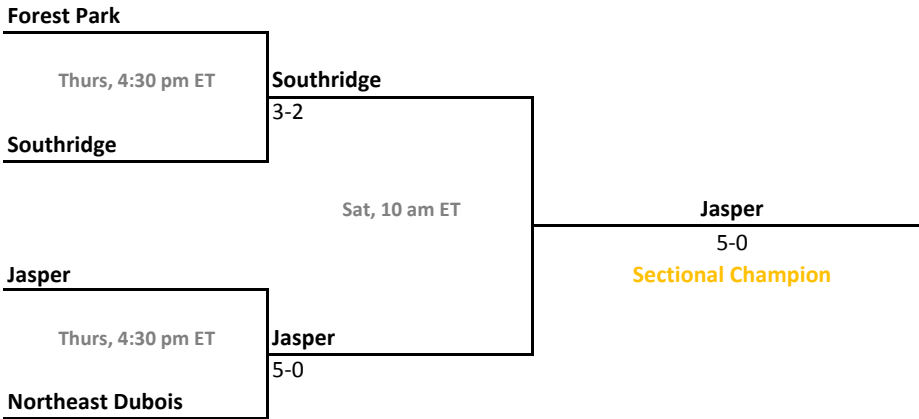 Forest Park
Thurs, 4:30 pm ET
Southridge
3-2
Southridge
Sat, 10 am ET
Jasper
5-0
Sectional Champion
Jasper
Thurs, 4:30 pm ET
Jasper
5-0
Northeast Dubois